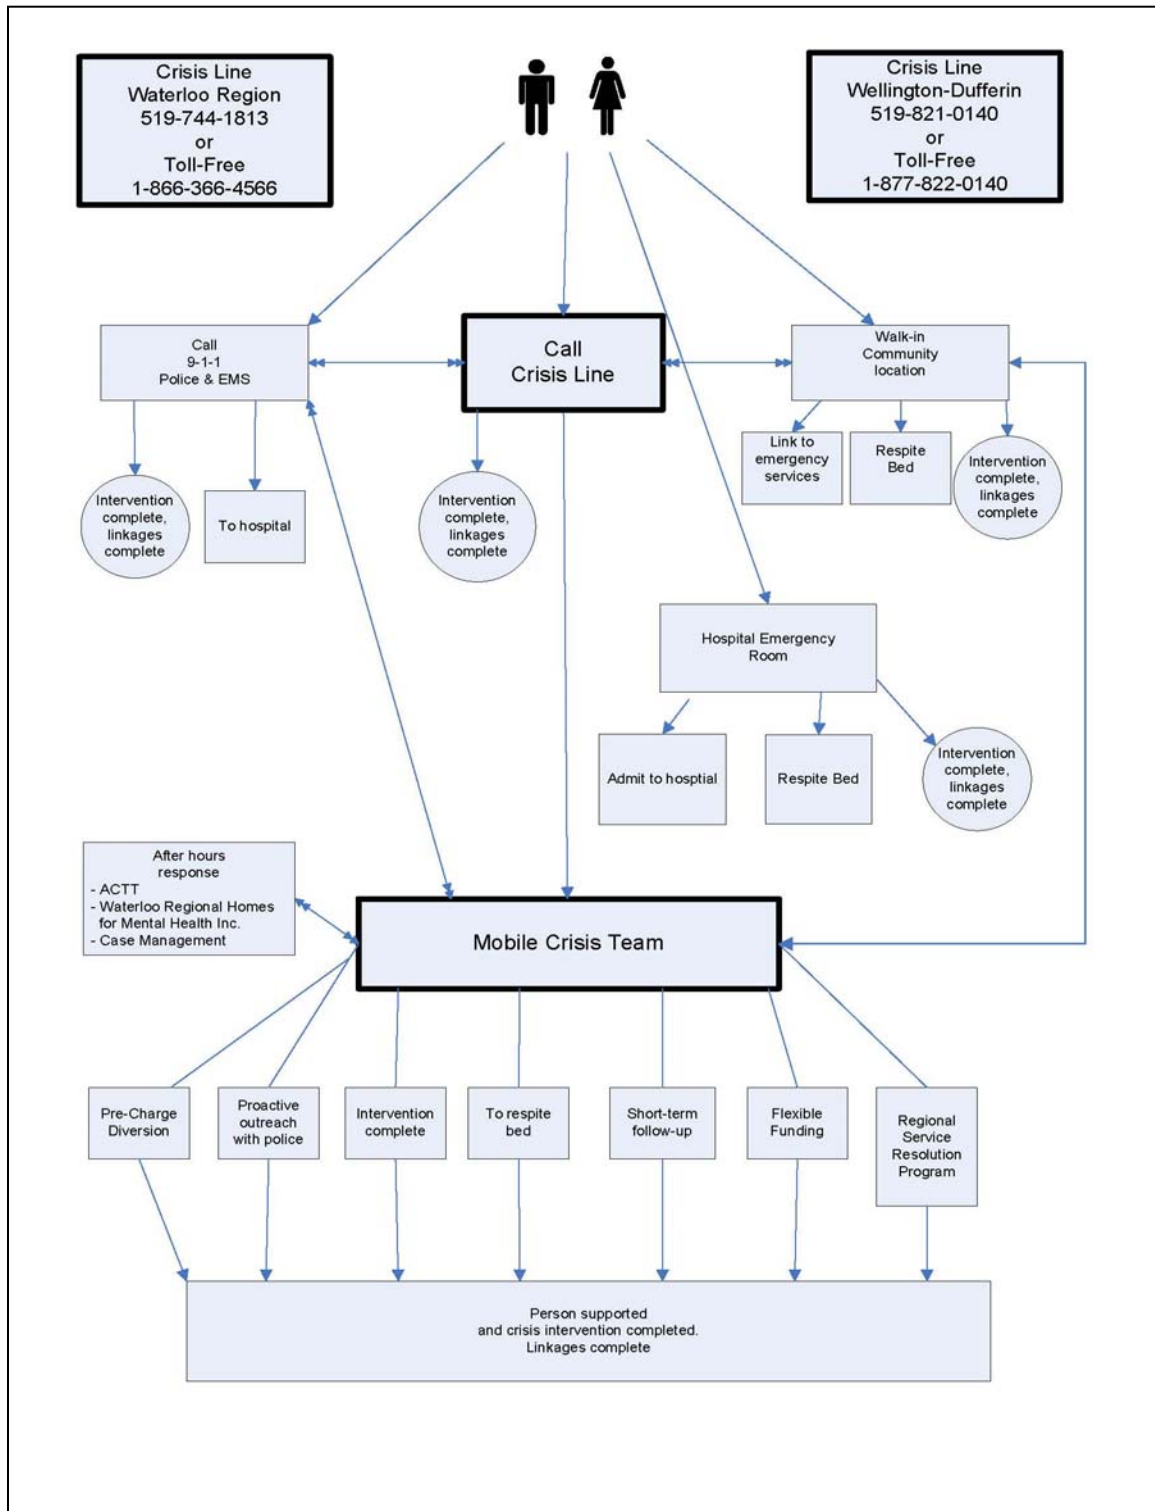 Crisis Line
Waterloo Region
519-744-1813
or
Toll-Free
1-866-366-4566
Crisis Line
Wellington-Dufferin
519-821-0140
or
Toll-Free
1-877-822-0140
Call
9-1-1
Police & EMS
Call
Crisis Line
Walk-in
Community
location
Intervention
complete,
linkages
complete
To hospital
Intervention
complete,
linkages
complete
Link to
emergency
services
Respite
Bed
Intervention
complete,
linkages
complete
Hospital Emergency
Room
Admit to hosptial
Respite Bed
Intervention
complete,
linkages
complete
After hours
response
- ACTT
- Waterloo Regional Homes
for Mental Health Inc.
- Case Management
Mobile Crisis Team
Pre-Charge
Diversion
Proactive
outreach
with police
Intervention
complete
To respite
bed
Short-term
follow-up
Flexible
Funding
Regional
Service
Resolution
Program
Person supported
and crisis intervention completed.
Linkages complete